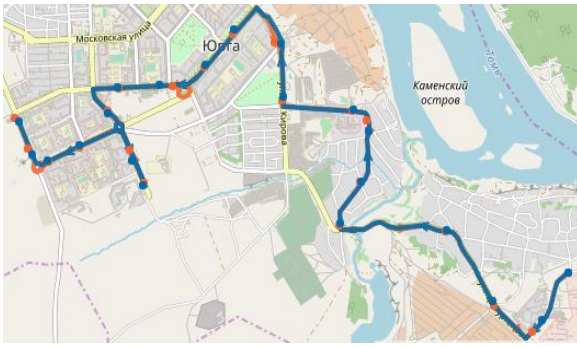 Московская улица
Юрга
Томь
Каменский
остров
Кирова